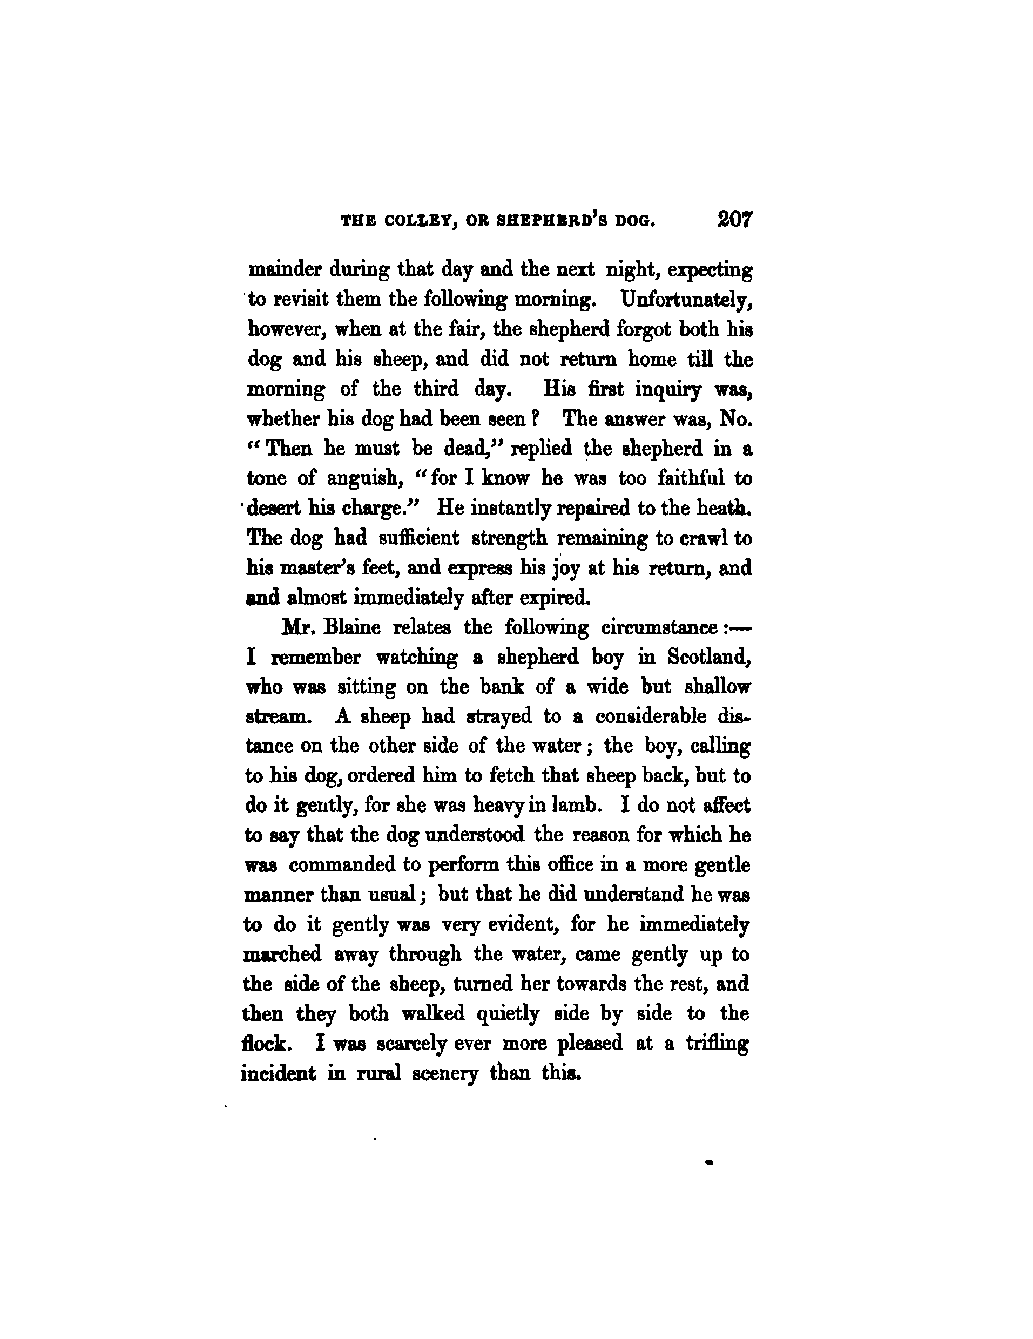 THE COLLEY, OR SHEPHERD'S DOG. 207
mainder during that day and the next night, expecting
to revisit them the following morning. Unfortunately,
however, when at the fair, the shepherd forgot both his
dog and his sheep, and did not return home till the
morning of the third day. His first inquiry was,
whether his dog had been seen? The answer was, No.
"Then he must be dead," replied the shepherd in a
tone of anguish, "for I know he was too faithful to
desert his charge." He instantly repaired to the heath.
The dog had sufficient strength remaining to crawl to
his master's feet, and express his joy at his return, and
and almost immediately after expired.
Mr. Blaine relates the following circumstance:—
I remember watching a shepherd boy in Scotland,
who was sitting on the bank of a wide but shallow
stream. A sheep had strayed to a considerable dis-
tance on the other side of the water; the boy, calling
to his dog, ordered him to fetch that sheep back, but to
do it gently, for she was heavy in lamb. I do not affect
to say that the dog understood the reason for which he
was commanded to perform this office in a more gentle
manner than usual; but that he did understand he was
to do it gently was very evident, for he immediately
marched away through the water, came gently up to
the side of the sheep, turned her towards the rest, and
then they both walked quietly side by side to the
flock. I was scarcely ever more pleased at a trifling
incident in rural scenery than this.